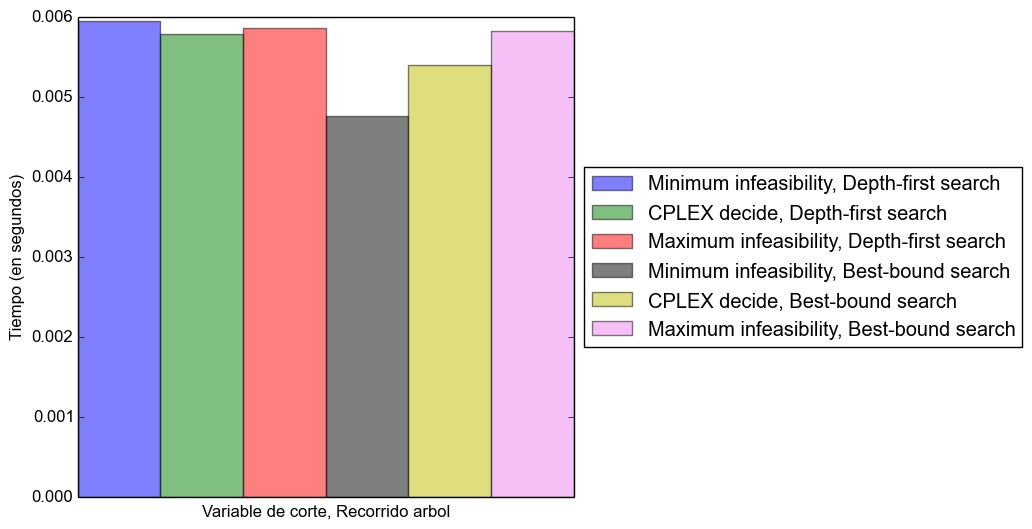 0.006
0.005
0.004
0.003
0.002
0.001
0.000
Tiempo (en segundos)
Variable de corte, Recorrido arbol
Minimum infeasibility, Depth-first search
CPLEX decide, Depth-first search
Maximum infeasibility, Depth-first search
Minimum infeasibility, Best-bound search
CPLEX decide, Best-bound search
Maximum infeasibility, Best-bound search